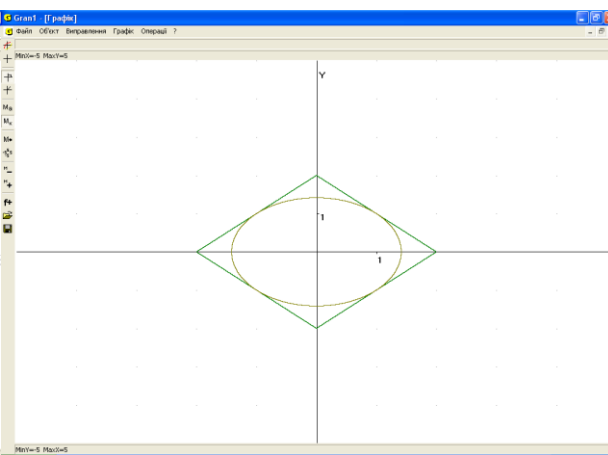 Gran1 - [Графік]
Файл Об'єкт Виправлення Графік Операції ?
MinX=-5 MaxY=5
Y
1
1
MinY=-5 MaxX=5